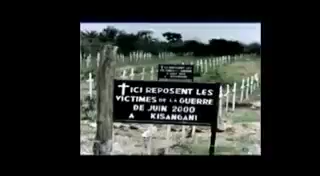 ICI REPOSENT LES
VICTIMES DE LA GUERRE
DE JUIN 2000
A KISANGANI